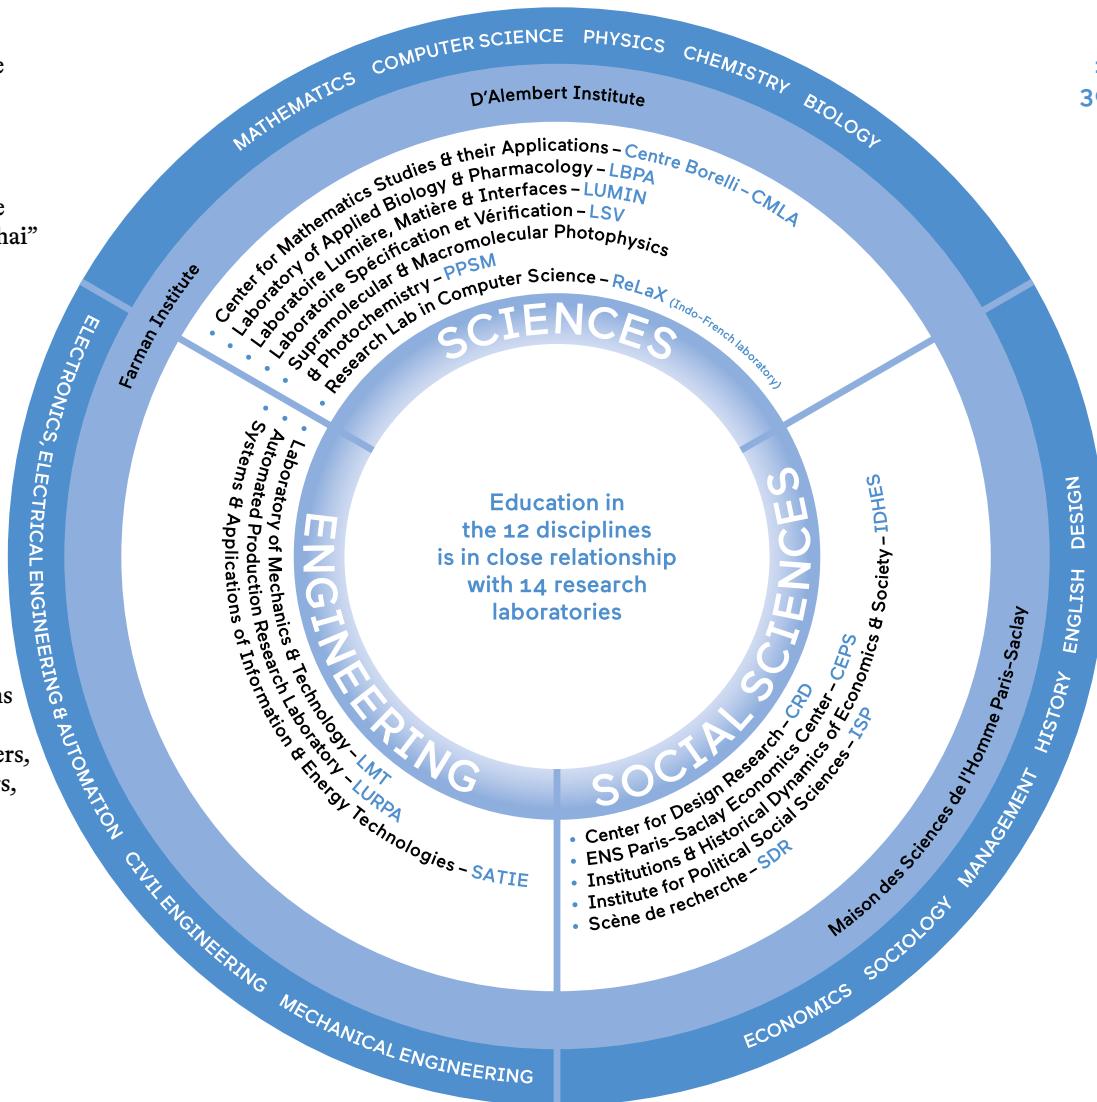 MATHEMATICS COMPUTER SCIENCE PHYSICS CHEMISTRY BIOLOGY
D'Alembert Institute
Farman Institute
• Center for Mathematics Studies & their Applications – Centre Borelli – CMLA
• Laboratory of Applied Biology & Pharmacology – LBPA
• Laboratoire Lumière, Matière & Interfaces – LUMIN
• Laboratoire Spécification et Vérification – LSV
• Supramolecular & Macromolecular Photophysics
& Photochemistry – PPSM
• Research Lab in Computer Science – ReLaX (Indo-French laboratory)
SCIENCES
ELECTRONICS, ELECTRICAL ENGINEERING & AUTOMATION CIVIL ENGINEERING MECHANICAL ENGINEERING
• Laboratory of Mechanics & Technology – LMT
• Automated Production Research Laboratory – LURPA
• Systems & Applications of Information & Energy Technologies – SATIE
ENGINEERING
Education in
the 12 disciplines
is in close relationship
with 14 research
laboratories
SOCIAL SCIENCES
• Center for Design Research – CRD
• ENS Paris-Saclay Economics Center – CEPS
• Institutions & Historical Dynamics of Economics & Society – IDHES
• Institute for Political Social Sciences – ISP
• Scène de recherche – SDR
Maison des Sciences de l'Homme Paris-Saclay
ECONOMICS SOCIOLOGY MANAGEMENT HISTORY ENGLISH DESIGN